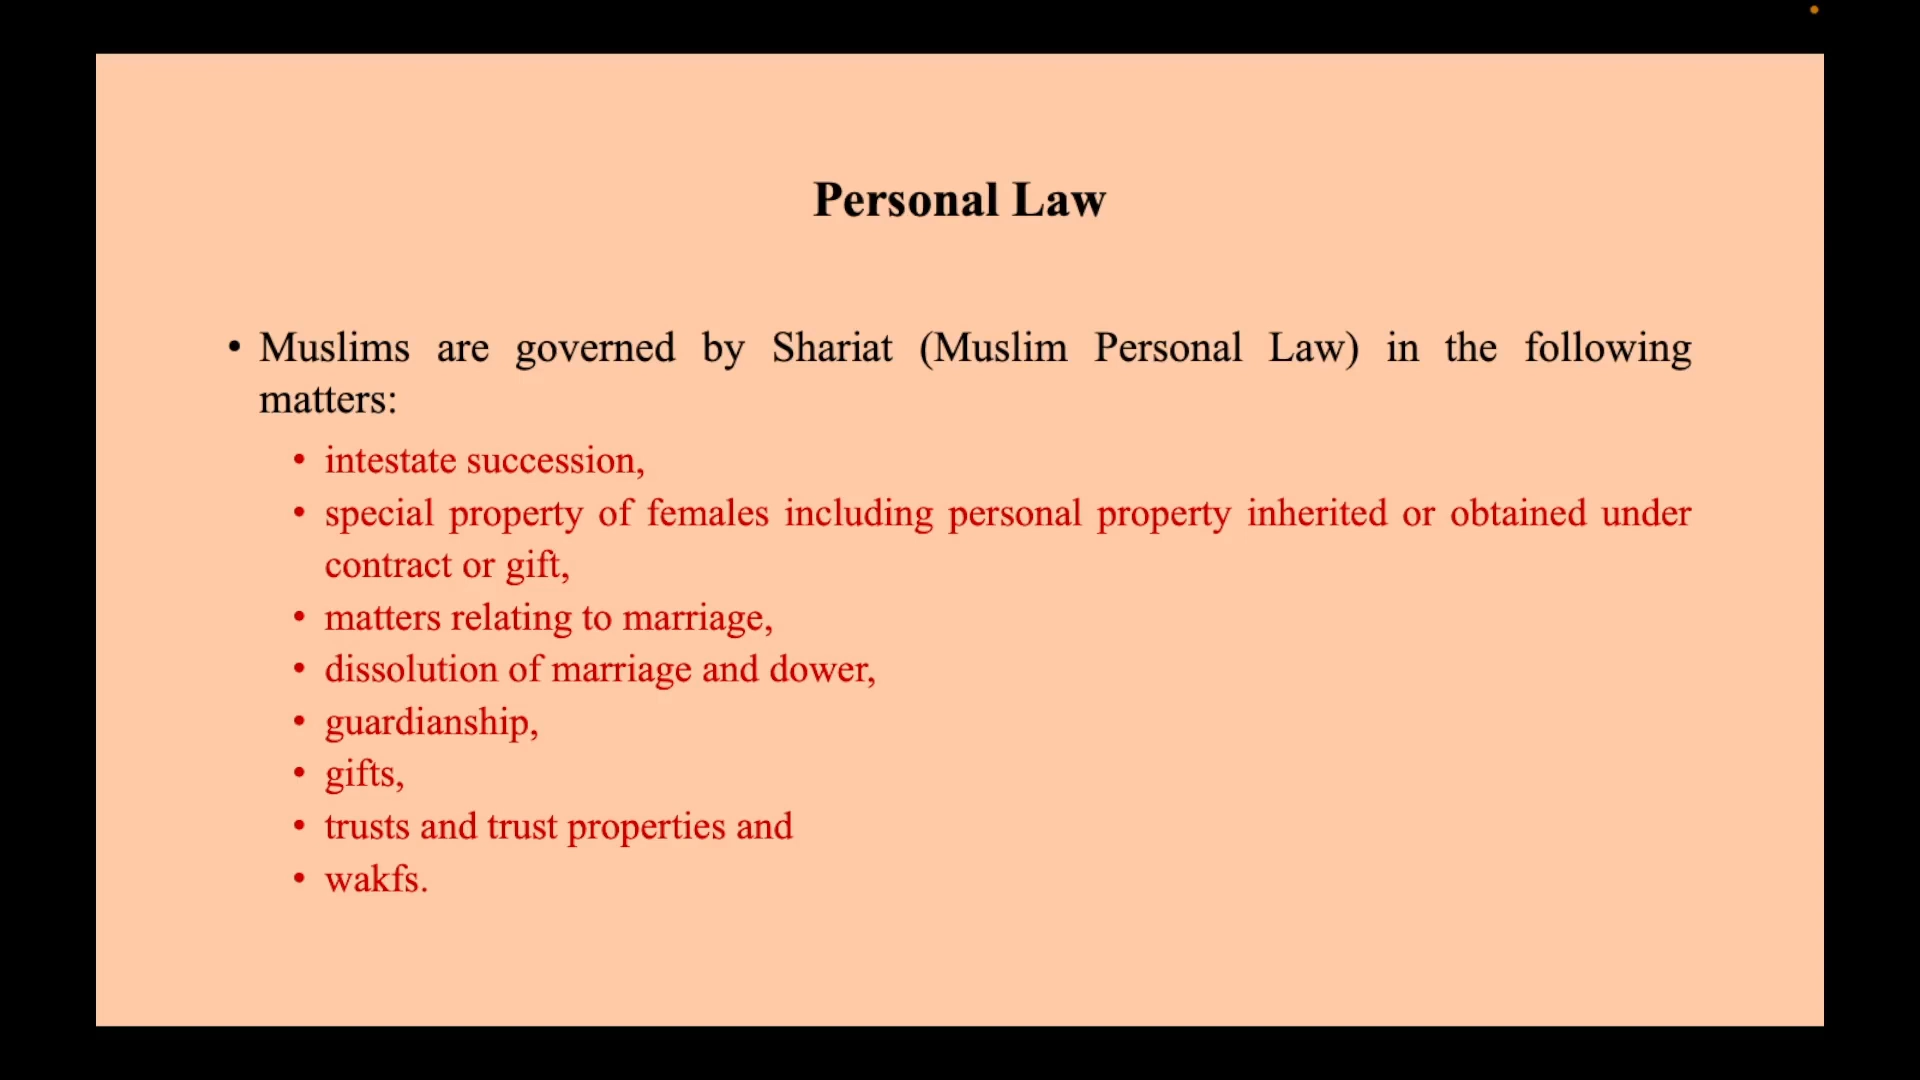 Personal Law
• Muslims are governed by Shariat (Muslim Personal Law) in the following
matters:
• intestate succession,
• special property of females including personal property inherited or obtained under
contract or gift,
• matters relating to marriage,
• dissolution of marriage and dower,
• guardianship,
• gifts,
• trusts and trust properties and
• wakfs.